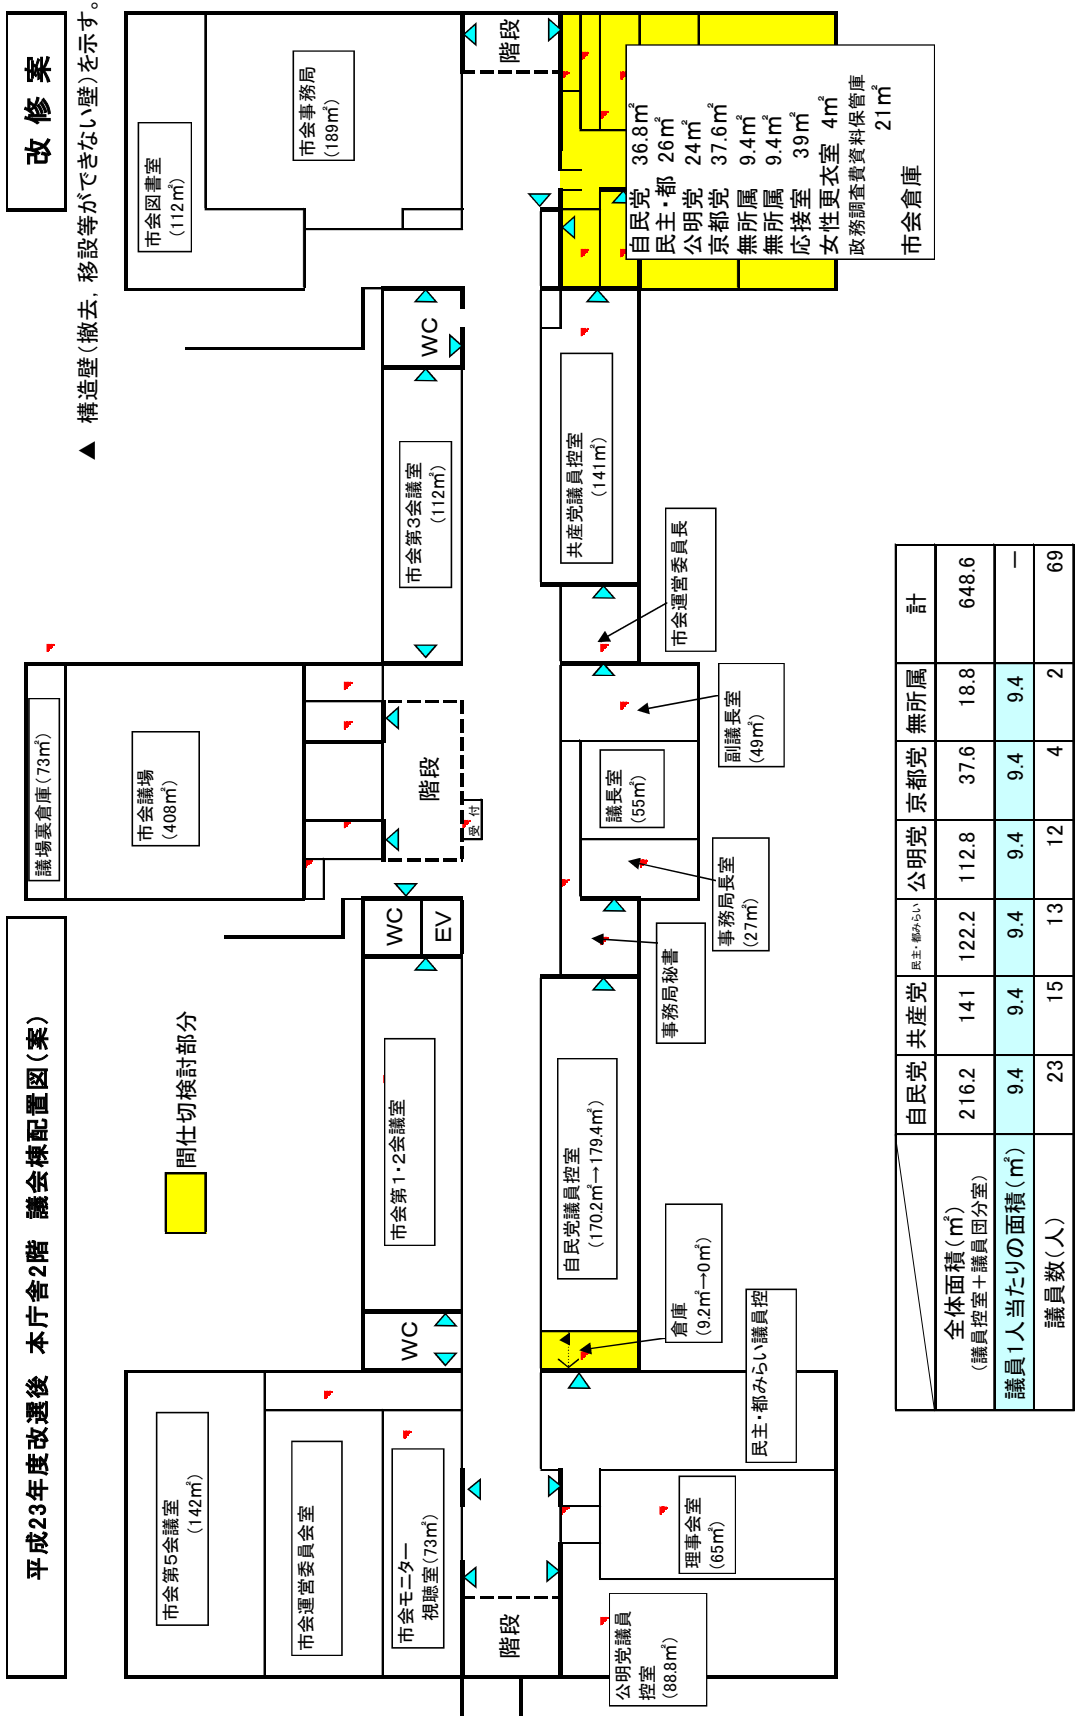 平成23年度改選後　本庁舎2階　議会棟配置図(案)
改 修 案
▲ 構造壁(撤去，移設等ができない壁)を示す。
間仕切検討部分
市会第5会議室
(142㎡)
市会運営委員会室
市会モニター
視聴室(73㎡)
階段
WC
市会第1・2会議室
WC
EV
議場裏倉庫(73㎡)
市会議場
(408㎡)
階段
受付
市会第3会議室
(112㎡)
WC
市会図書室
(112㎡)
市会事務局
(189㎡)
階段
公明党議員
控室
(88.8㎡)
理事会室
(65㎡)
民主・都みらい議員控
倉庫
(9.2㎡→0㎡)
自民党議員控室
(170.2㎡→179.4㎡)
事務局秘書
事務局長室
(27㎡)
議長室
(55㎡)
副議長室
(49㎡)
市会運営委員長
共産党議員控室
(141㎡)
自民党 36.8㎡
民主・都 26㎡
公明党 24㎡
京都党 37.6㎡
無所属 9.4㎡
無所属 9.4㎡
応接室 39㎡
女性更衣室 4㎡
政務調査費資料保管庫
21㎡
市会倉庫
自民党 共産党 民主・都みらい 公明党 京都党 無所属 計
全体面積(㎡)
(議員控室＋議員団分室) 216.2 141 122.2 112.8 37.6 18.8 648.6
議員1人当たりの面積(㎡) 9.4 9.4 9.4 9.4 9.4 9.4 ―
議員数(人) 23 15 13 12 4 2 69